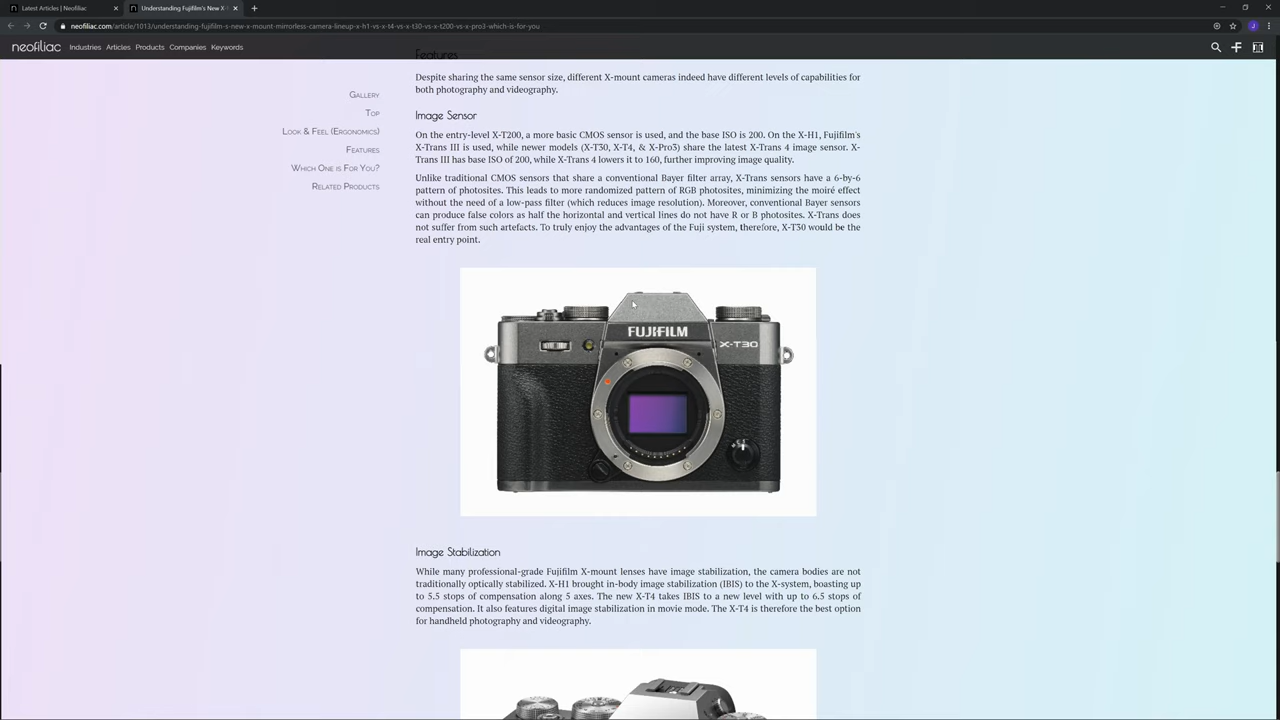 Latest Articles | Neofiliac
Understanding Fujifilm's New X
neofiliac.com/article/1013/understanding-fujifilm-s-new-x-mount-mirrorless-camera-lineup-x-h1-vs-x-t4-vs-x-t30-vs-x-t200-vs-x-pro3-which-is-for-you
J
neofiliac Industries Articles Products Companies Keywords
Gallery
Top
Look & Feel (Ergonomics)
Features
Which One is For You?
Related Products
Features
Despite sharing the same sensor size, different X-mount cameras indeed have different levels of capabilities for
both photography and videography.
Image Sensor
On the entry-level X-T200, a more basic CMOS sensor is used, and the base ISO is 200. On the X-H1, Fujifilm's
X-Trans III is used, while newer models (X-T30, X-T4, & X-Pro3) share the latest X-Trans 4 image sensor. X-
Trans III has base ISO of 200, while X-Trans 4 lowers it to 160, further improving image quality.
Unlike traditional CMOS sensors that share a conventional Bayer filter array, X-Trans sensors have a 6-by-6
pattern of photosites. This leads to more randomized pattern of RGB photosites, minimizing the moiré effect
without the need of a low-pass filter (which reduces image resolution). Moreover, conventional Bayer sensors
can produce false colors as half the horizontal and vertical lines do not have R or B photosites. X-Trans does
not suffer from such artefacts. To truly enjoy the advantages of the Fuji system, therefore, X-T30 would be the
real entry point.
FUJIFILM
X-T30
Image Stabilization
While many professional-grade Fujifilm X-mount lenses have image stabilization, the camera bodies are not
traditionally optically stabilized. X-H1 brought in-body image stabilization (IBIS) to the X-system, boasting up
to 5.5 stops of compensation along 5 axes. The new X-T4 takes IBIS to a new level with up to 6.5 stops of
compensation. It also features digital image stabilization in movie mode. The X-T4 is therefore the best option
for handheld photography and videography.